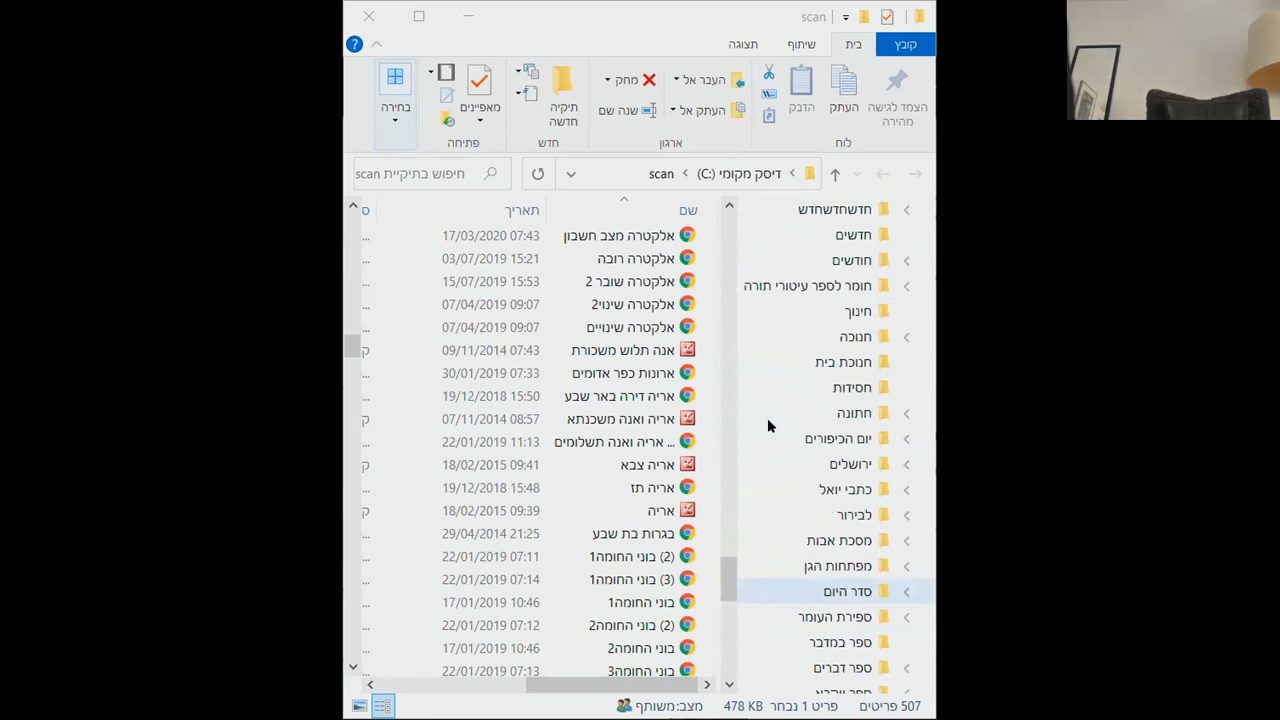 scan
קובץ
בית
שיתוף
תצוגה
הצמד לגישה מהירה
העתק
הדבק
לוח
העבר אל
העתק אל
מחק
שנה שם
ארגון
תיקיה חדשה
חדש
מאפיינים
פתיחה
בחירה
דיסק מקומי (C:)
scan
חיפוש בתיקיית scan
חדשחדשחדש
חדשים
חודשים
חומר לספר עיטורי תורה
חינוך
חנוכה
חנוכת בית
חסידות
חתונה
יום הכיפורים
ירושלים
כתבי יואל
לבירור
מסכת אבות
מפתחות הגן
סדר היום
ספירת העומר
ספר במדבר
ספר דברים
שם תאריך ס
אלקטרה מצב חשבון 17/03/2020 07:43 ...
אלקטרה רובה 03/07/2019 15:21 ...
אלקטרה שובר 2 15/07/2019 15:53 ...
אלקטרה שינוי2 07/04/2019 09:07 ...
אלקטרה שינויים 07/04/2019 09:07 ...
אנה תלוש משכורת 09/11/2014 07:43 ק
ארונות כפר אדומים 30/01/2019 07:33 ...
אריה דירה באר שבע 19/12/2018 15:50 ...
אריה ואנה משכנתא 07/11/2014 08:57 ק
אריה ואנה תשלומים ... 22/01/2019 11:13 ...
אריה צבא 18/02/2015 09:41 ק
אריה תז 19/12/2018 15:48 ...
אריה 18/02/2015 09:39 ק
בגרות בת שבע 29/04/2014 21:25 ...
בוני החומה1 (2) 22/01/2019 07:11 ...
בוני החומה1 (3) 22/01/2019 07:14 ...
בוני החומה1 17/01/2019 10:46 ...
בוני החומה2 (2) 22/01/2019 07:12 ...
בוני החומה2 17/01/2019 10:46 ...
בוני החומה3 22/01/2019 07:13 ...
507 פריטים פריט 1 נבחר 478 KB מצב: משותף